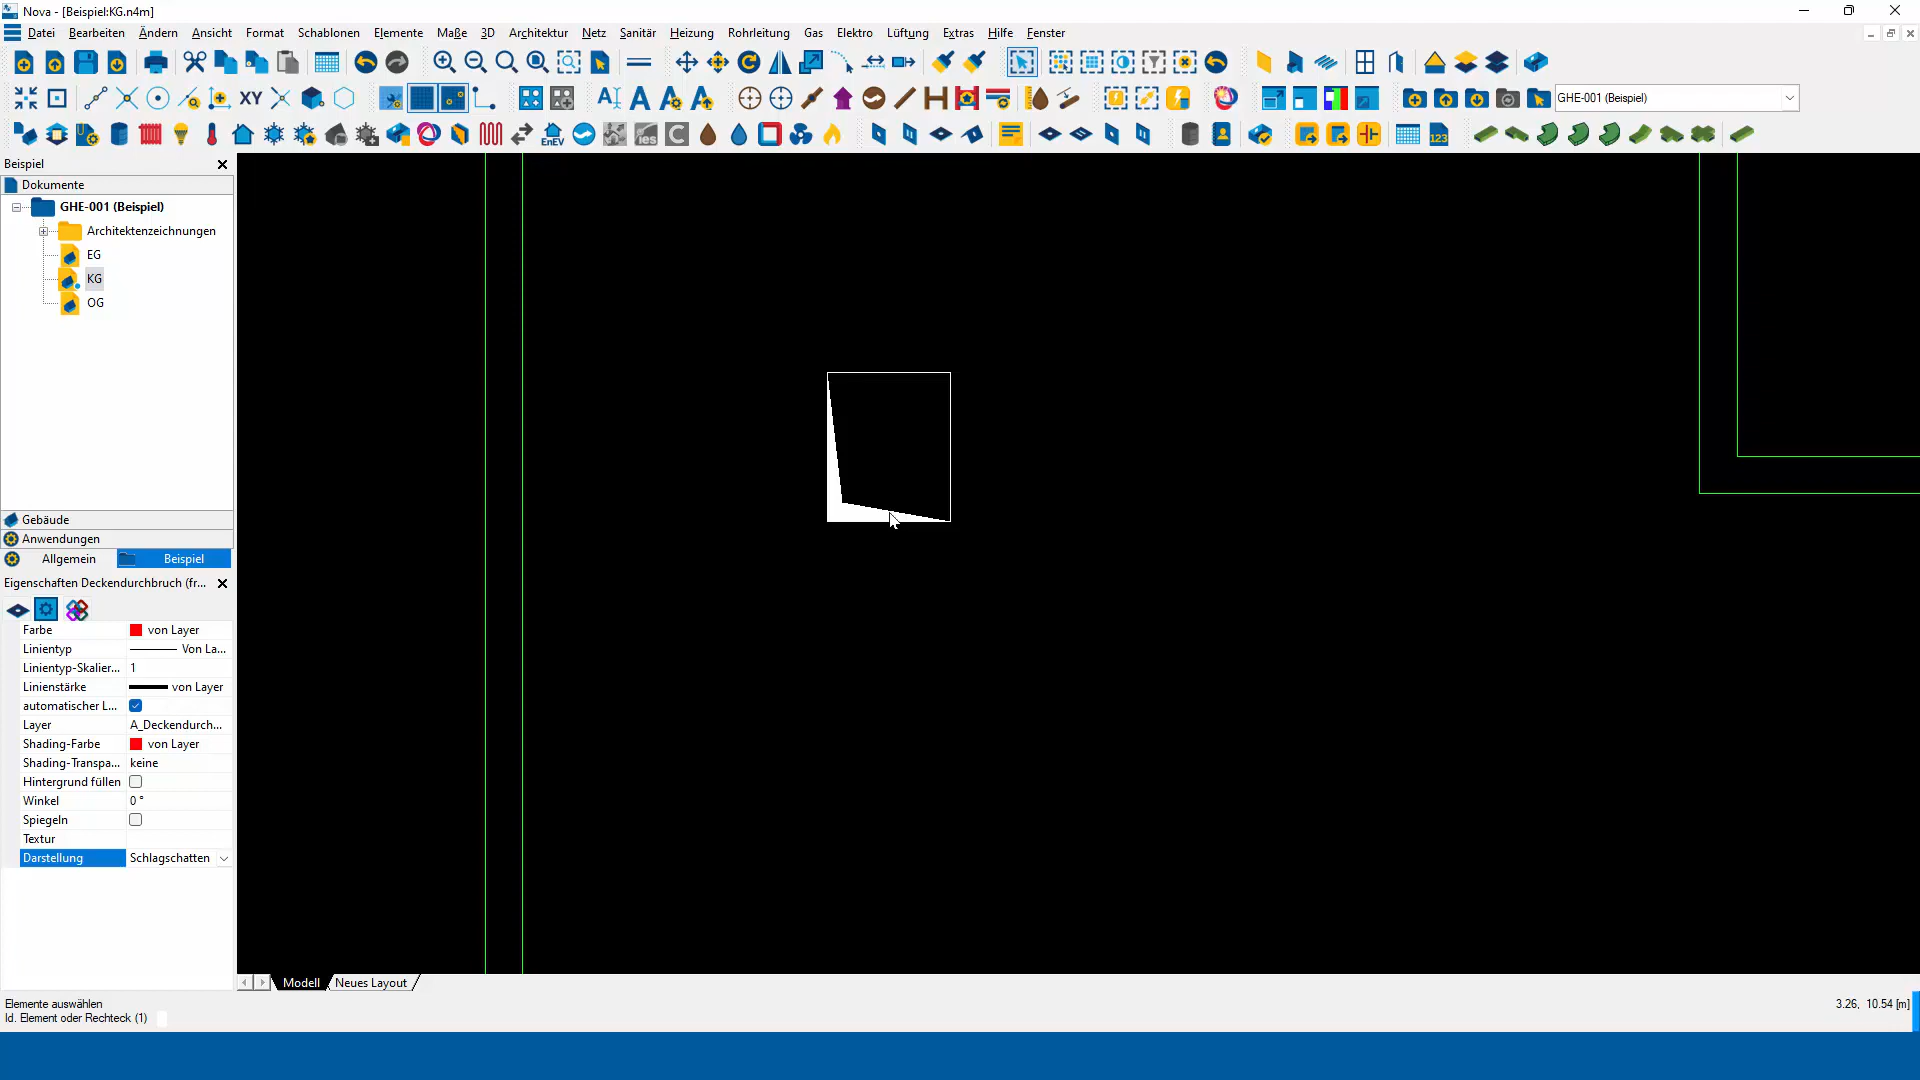 Nova - [Beispiel:KG.n4m]
Datei Bearbeiten Ändern Ansicht Format Schablonen Elemente Maße 3D Architektur Netz Sanitär Heizung Rohrleitung Gas Elektro Lüftung Extras Hilfe Fenster
XY GHE-001 (Beispiel)
EnEV ies 123
Beispiel
Dokumente
GHE-001 (Beispiel)
Architektenzeichnungen
EG
KG
OG
Gebäude
Anwendungen
Allgemein Beispiel
Eigenschaften Deckendurchbruch (fr...
Farbe von Layer
Linientyp Von La...
Linientyp-Skalier... 1
Linienstärke von Layer
automatischer L...
Layer A_Deckendurch...
Shading-Farbe von Layer
Shading-Transpa... keine
Hintergrund füllen
Winkel 0 °
Spiegeln
Textur
Darstellung Schlagschatten
Modell Neues Layout
Elemente auswählen
Id. Element oder Rechteck (1)
3.26, 10.54 [m]